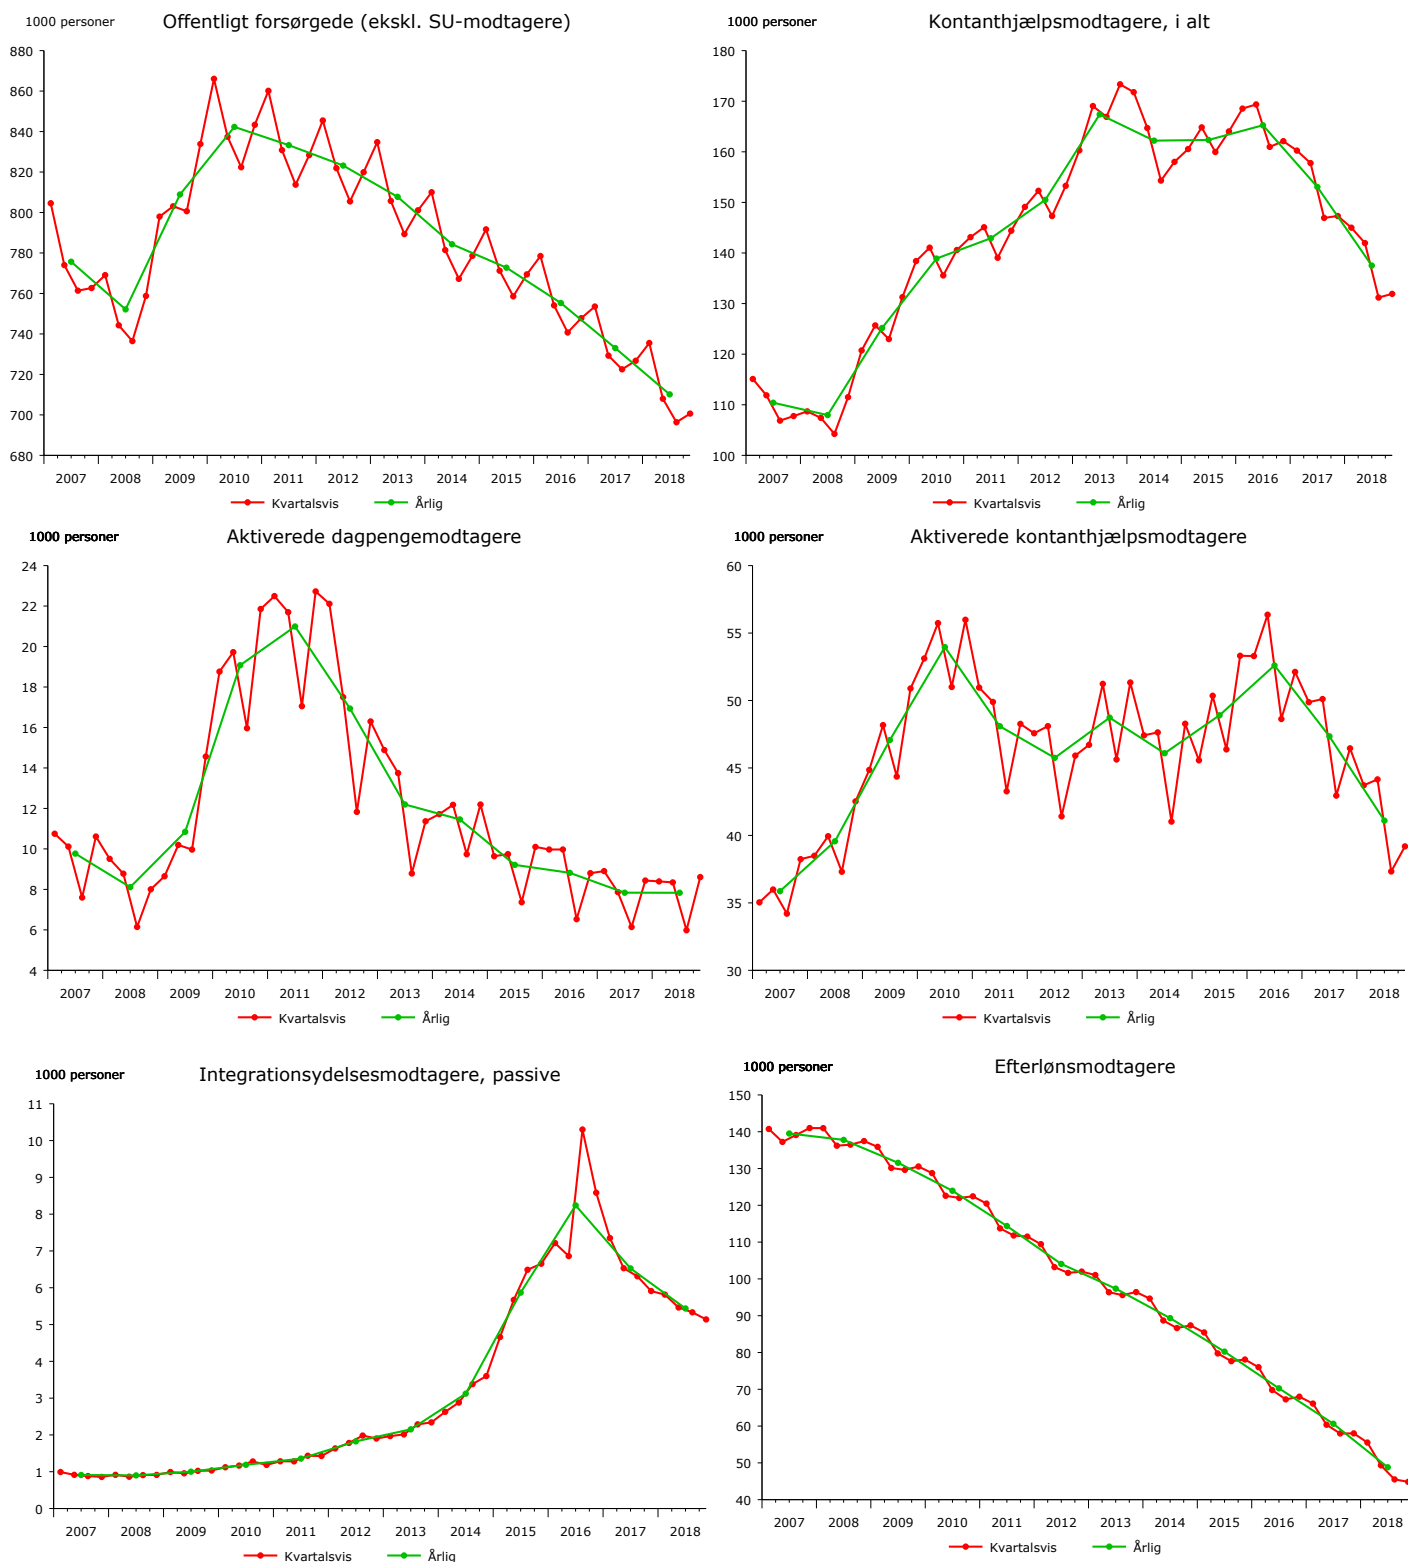 1000 personer
Offentligt forsørgede (ekskl. SU-modtagere)
880
860
840
820
800
780
760
740
720
700
680
2007 2008 2009 2010 2011 2012 2013 2014 2015 2016 2017 2018
Kvartalsvis Årlig
1000 personer
Kontanthjælpsmodtagere, i alt
180
170
160
150
140
130
120
110
100
2007 2008 2009 2010 2011 2012 2013 2014 2015 2016 2017 2018
Kvartalsvis Årlig
1000 personer
Aktiverede dagpengemodtagere
24
22
20
18
16
14
12
10
8
6
4
2007 2008 2009 2010 2011 2012 2013 2014 2015 2016 2017 2018
Kvartalsvis Årlig
1000 personer
Aktiverede kontanthjælpsmodtagere
60
55
50
45
40
35
30
2007 2008 2009 2010 2011 2012 2013 2014 2015 2016 2017 2018
Kvartalsvis Årlig
1000 personer
Integrationsydelsesmodtagere, passive
11
10
9
8
7
6
5
4
3
2
1
0
2007 2008 2009 2010 2011 2012 2013 2014 2015 2016 2017 2018
Kvartalsvis Årlig
1000 personer
Efterlønsmodtagere
150
140
130
120
110
100
90
80
70
60
50
40
2007 2008 2009 2010 2011 2012 2013 2014 2015 2016 2017 2018
Kvartalsvis Årlig